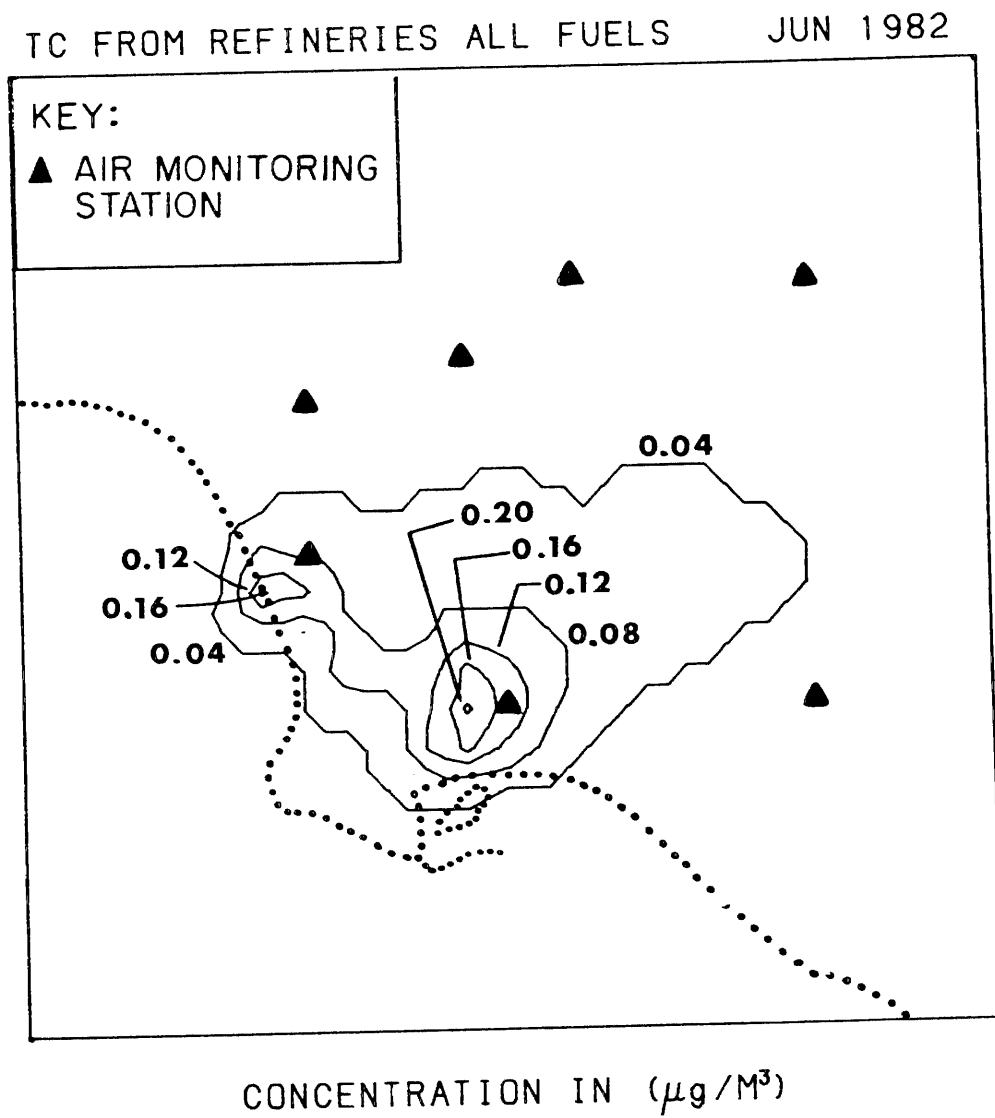 TC FROM REFINERIES ALL FUELS JUN 1982
KEY:
▲ AIR MONITORING
STATION
0.04
0.20
0.16
0.12
0.12
0.16
0.08
0.04
CONCENTRATION IN (μg/M³)